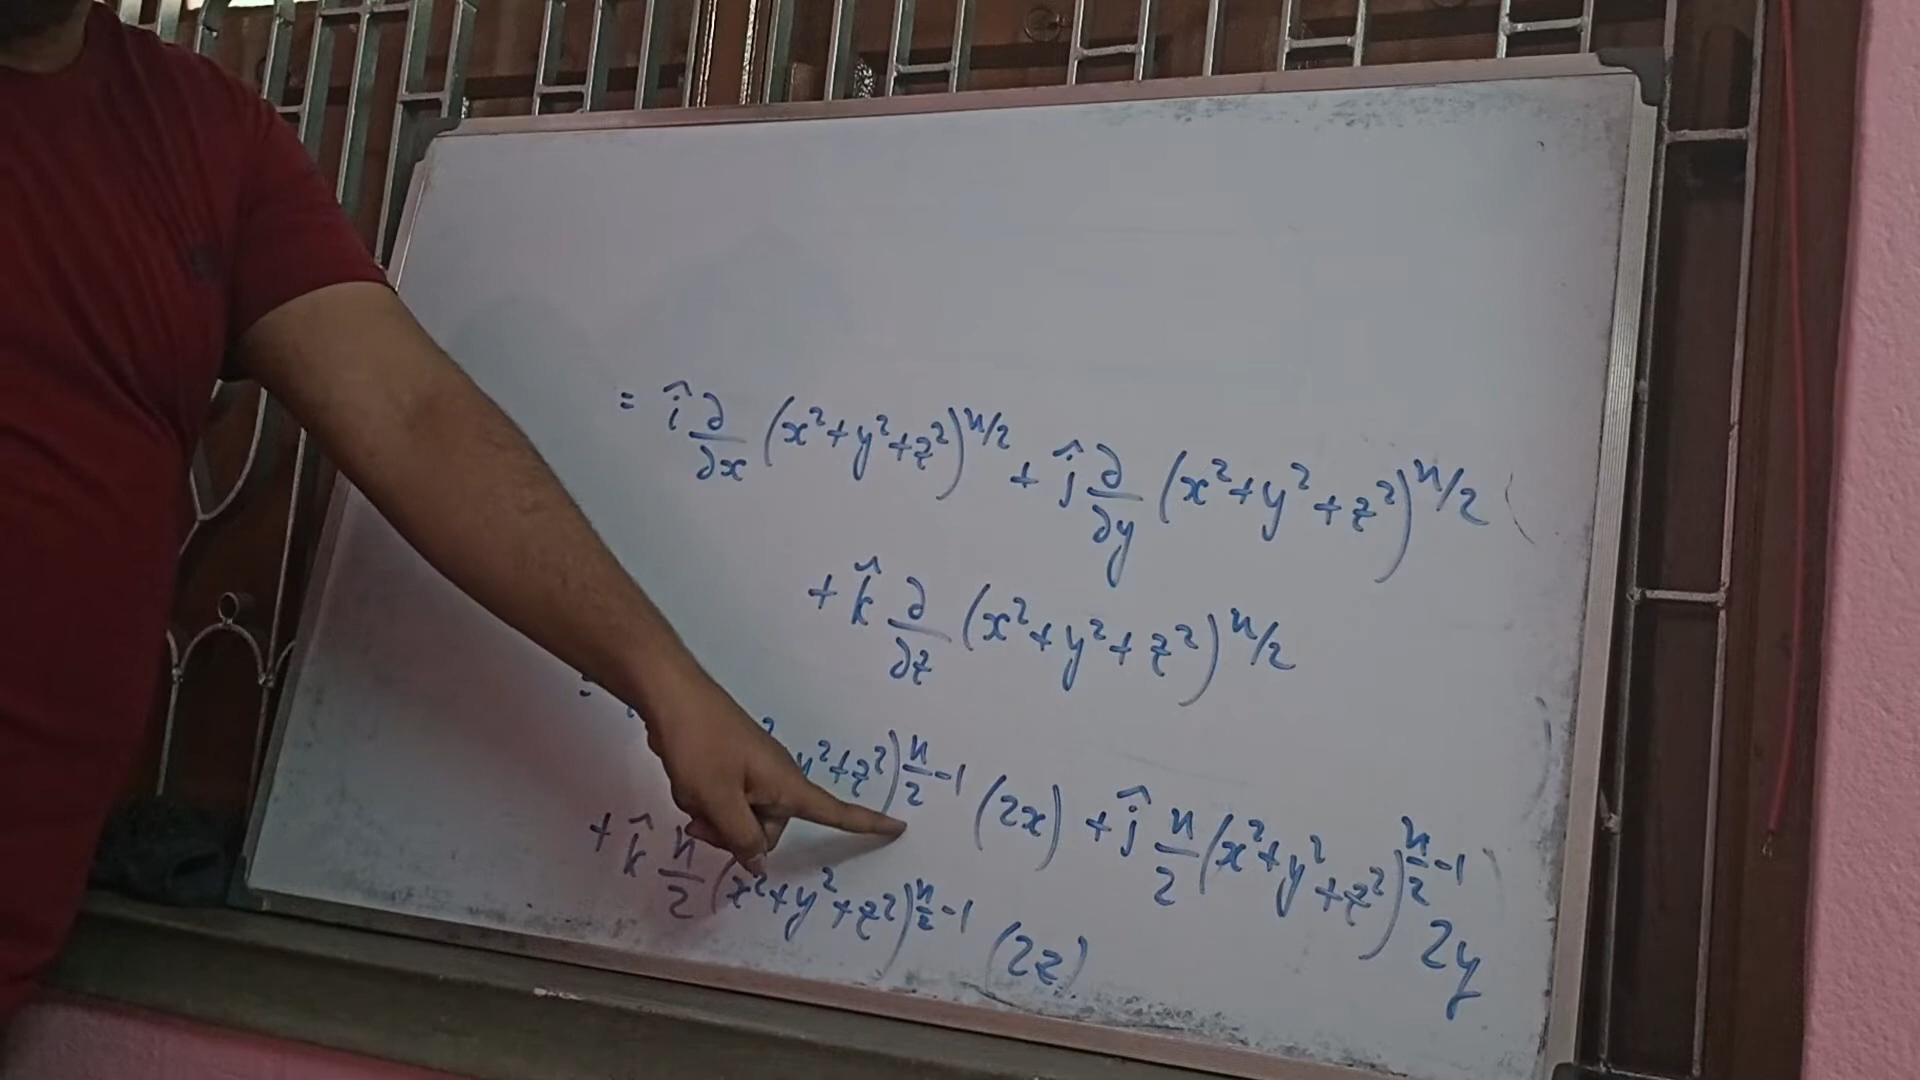 = î ∂/∂x (x²+y²+z²)^n/2 + ĵ ∂/∂y (x²+y²+z²)^n/2
+ k̂ ∂/∂z (x²+y²+z²)^n/2
= y²+z²)^(n/2 -1) (2x) + ĵ n/2 (x²+y²+z²)^(n/2 -1) 2y
+ k̂ n/2 (x²+y²+z²)^(n/2 -1) (2z)